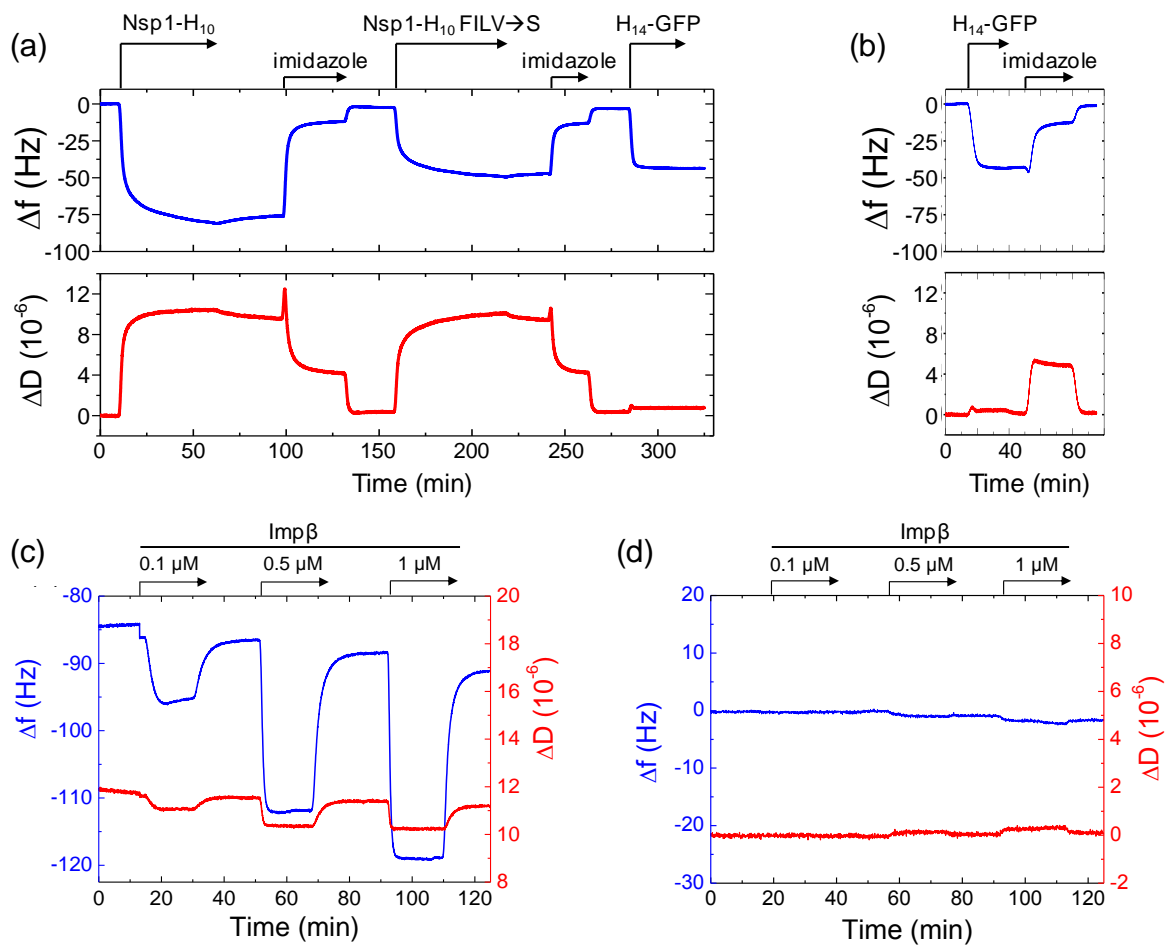 (a)
Nsp1-H₁₀
Nsp1-H₁₀ FILV→S
H₁₄-GFP
imidazole
imidazole
0
-25
-50
-75
-100
Δf (Hz)
12
8
4
0
ΔD (10⁻⁶)
0 50 100 150 200 250 300
Time (min)
(b)
H₁₄-GFP
imidazole
0
-25
-50
-75
-100
Δf (Hz)
12
8
4
0
ΔD (10⁻⁶)
0 40 80
Time (min)
(c)
Impβ
0.1 µM 0.5 µM 1 µM
-80
-90
-100
-110
-120
Δf (Hz)
20
18
16
14
12
10
8
ΔD (10⁻⁶)
0 20 40 60 80 100 120
Time (min)
(d)
Impβ
0.1 µM 0.5 µM 1 µM
20
10
0
-10
-20
-30
Δf (Hz)
10
8
6
4
2
0
-2
ΔD (10⁻⁶)
0 20 40 60 80 100 120
Time (min)